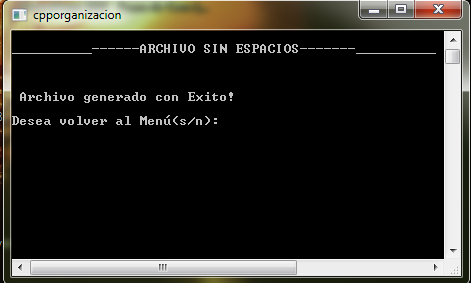 cpporganizacion
__________------ARCHIVO SIN ESPACIOS-------__________
Archivo generado con Exito!
Desea volver al Menú(s/n):